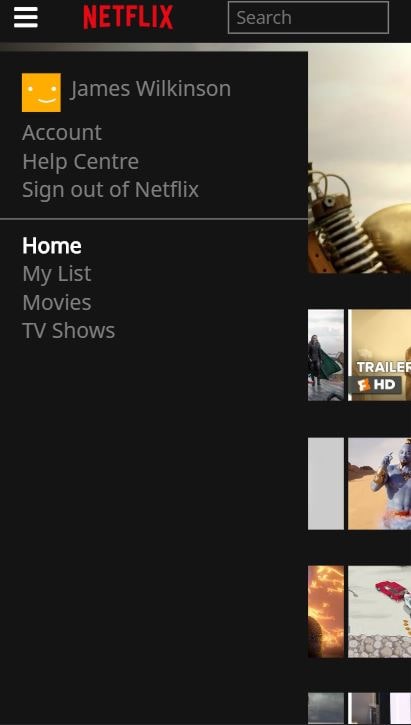 NETFLIX
Search
James Wilkinson
Account
Help Centre
Sign out of Netflix
Home
My List
Movies
TV Shows
TRAILER
HD